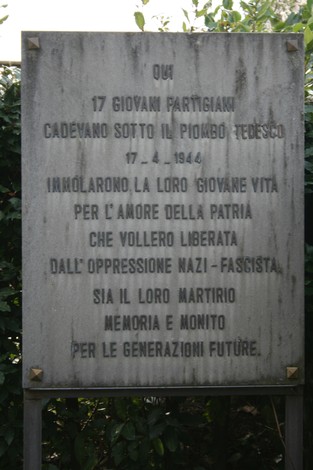 QUI
17 GIOVANI PARTIGIANI
CADEVANO SOTTO IL PIOMBO TEDESCO
17-4-1944
IMMOLARONO LA LORO GIOVANE VITA
PER L'AMORE DELLA PATRIA
CHE VOLLERO LIBERATA
DALL'OPPRESSIONE NAZI-FASCISTA.
SIA IL LORO MARTIRIO
MEMORIA E MONITO
PER LE GENERAZIONI FUTURE.